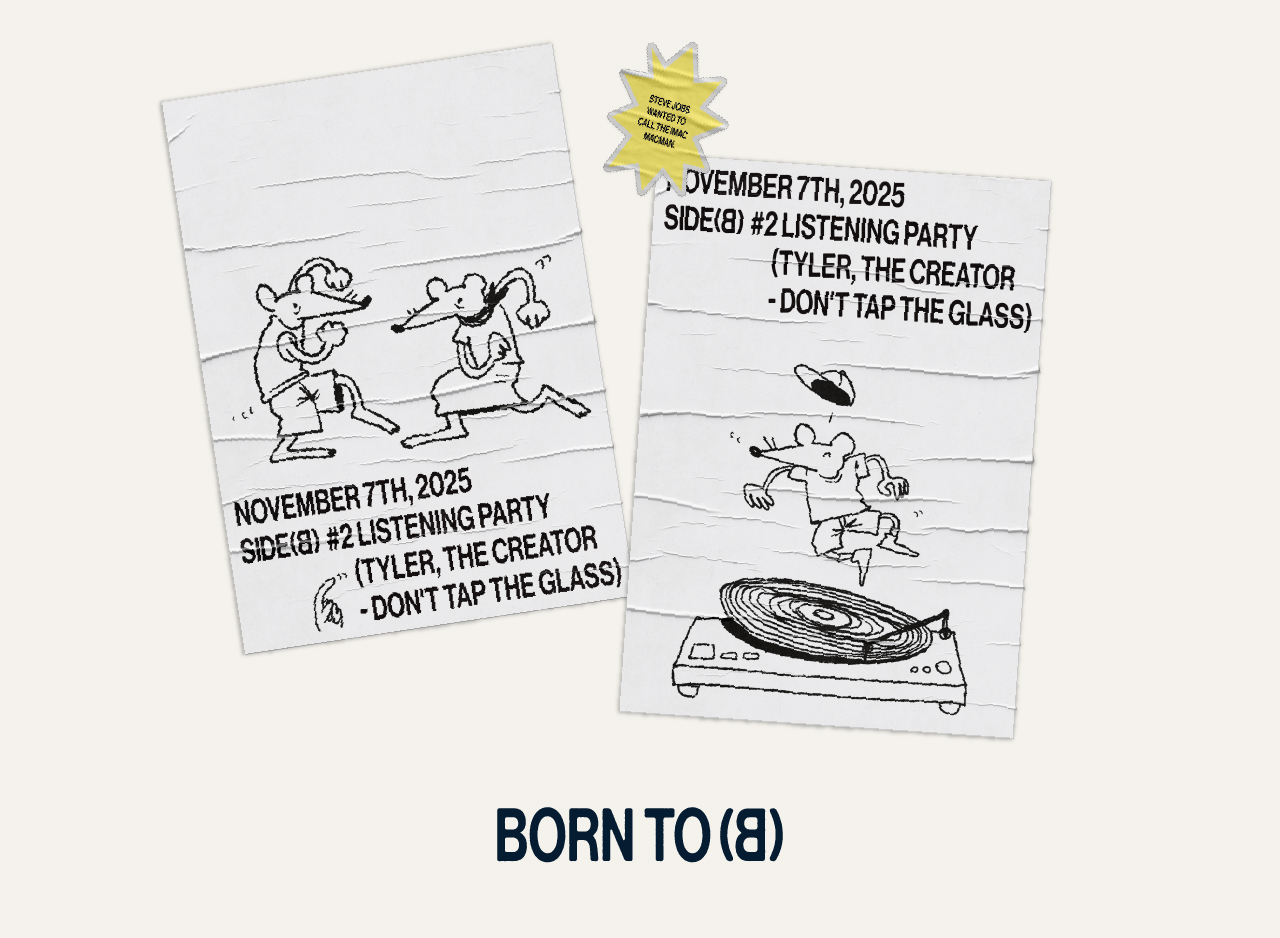 NOVEMBER 7TH, 2025
SIDE(B) #2 LISTENING PARTY
(TYLER, THE CREATOR
- DON'T TAP THE GLASS)
STEVE JOBS
WANTED TO
CALL THE IMAC
MACMAN.
NOVEMBER 7TH, 2025
SIDE(B) #2 LISTENING PARTY
(TYLER, THE CREATOR
- DON'T TAP THE GLASS)
BORN TO (B)